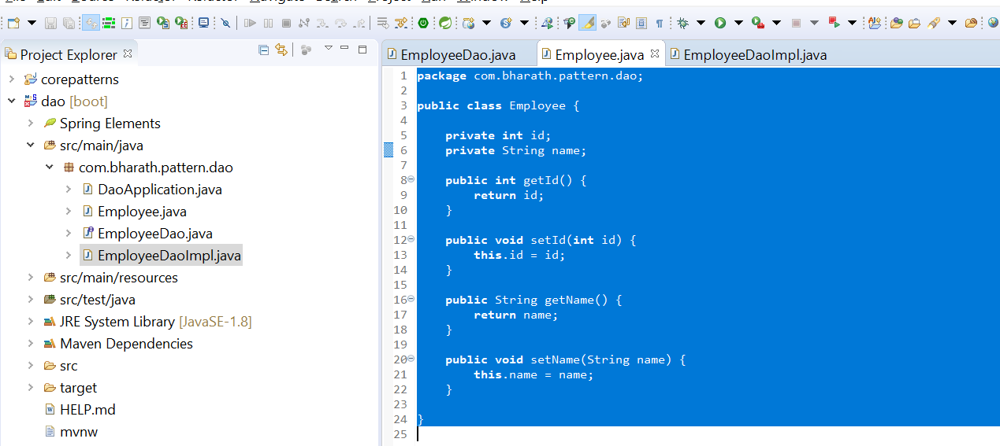 Project Explorer
corepatterns
dao [boot]
Spring Elements
src/main/java
com.bharath.pattern.dao
DaoApplication.java
Employee.java
EmployeeDao.java
EmployeeDaoImpl.java
src/main/resources
src/test/java
JRE System Library [JavaSE-1.8]
Maven Dependencies
src
target
HELP.md
mvnw
EmployeeDao.java
Employee.java
EmployeeDaoImpl.java
1 package com.bharath.pattern.dao;
2
3 public class Employee {
4
5 private int id;
6 private String name;
7
8 public int getId() {
9 return id;
10 }
11
12 public void setId(int id) {
13 this.id = id;
14 }
15
16 public String getName() {
17 return name;
18 }
19
20 public void setName(String name) {
21 this.name = name;
22 }
23
24 }
25